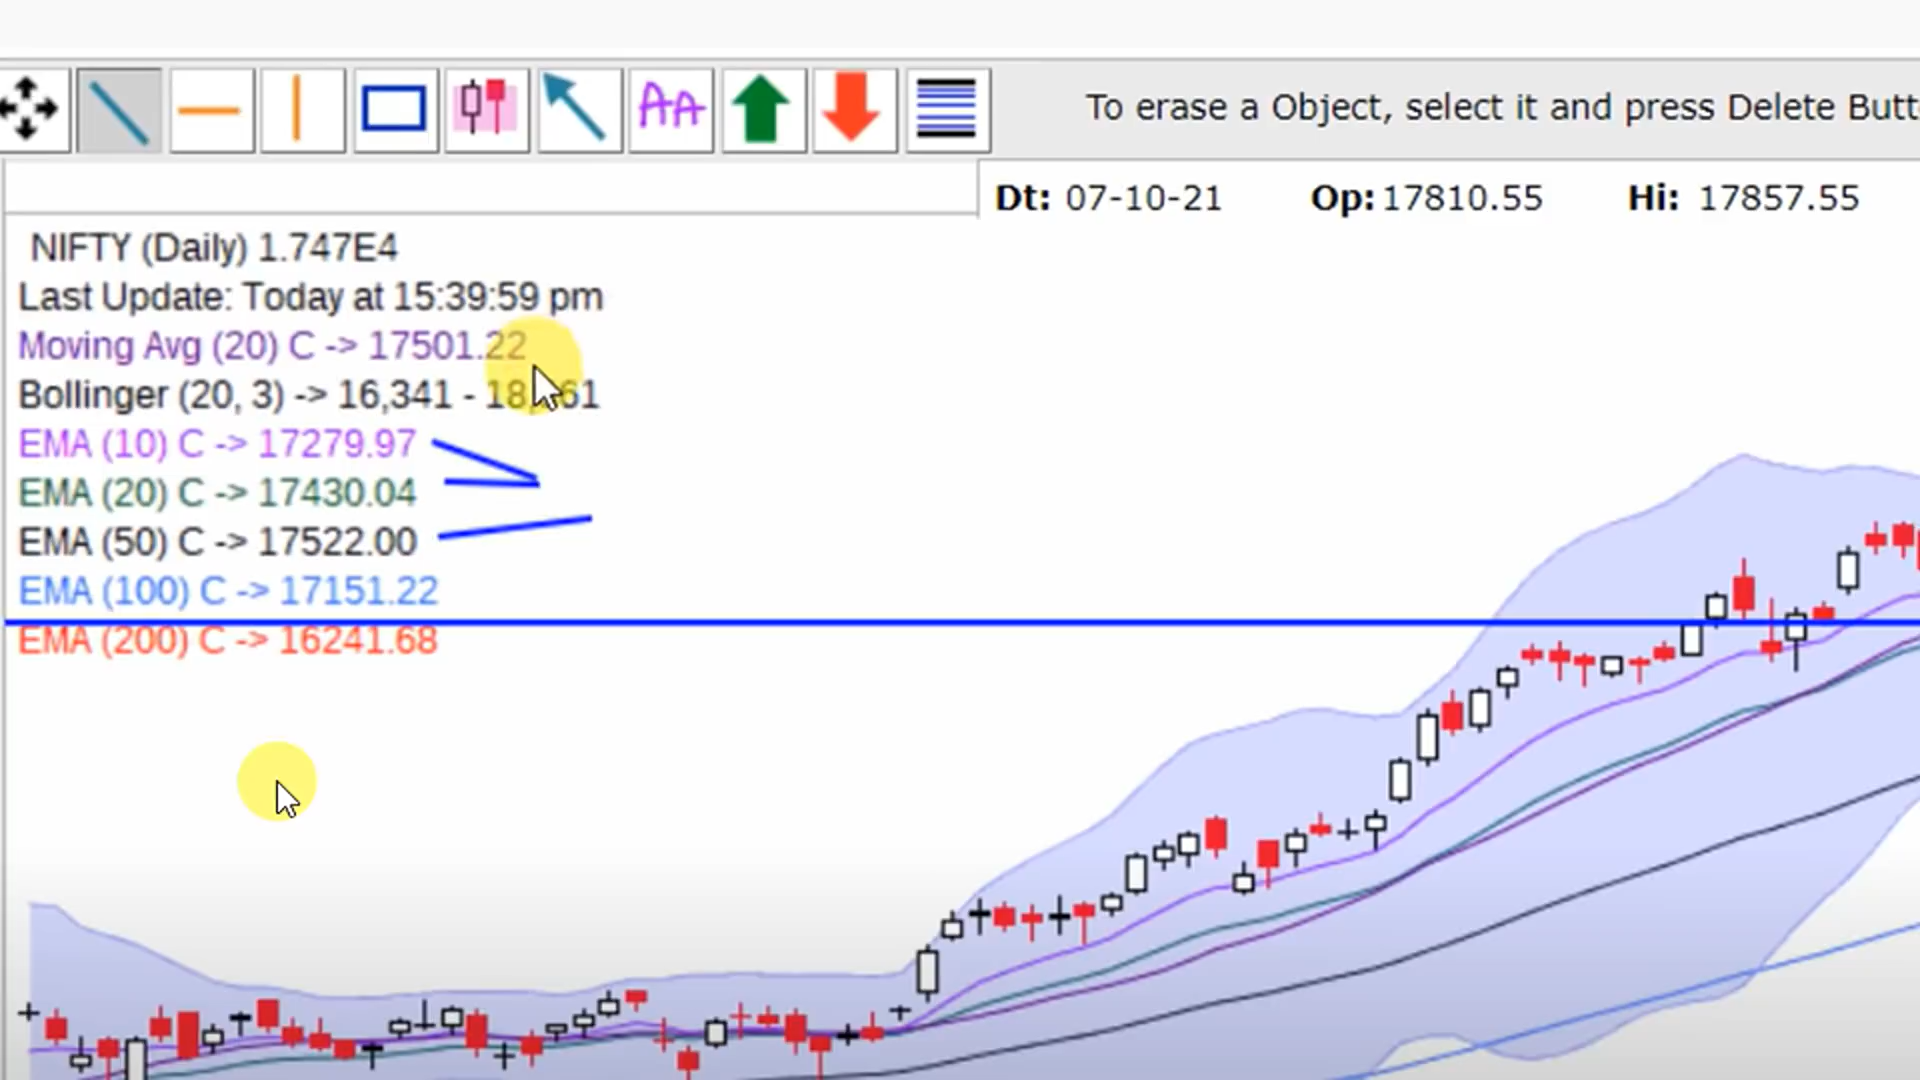 AA
To erase a Object, select it and press Delete Butt
Dt: 07-10-21 Op: 17810.55 Hi: 17857.55
NIFTY (Daily) 1.747E4
Last Update: Today at 15:39:59 pm
Moving Avg (20) C -> 17501.22
Bollinger (20, 3) -> 16,341 -
EMA (10) C -> 17279.97
EMA (20) C -> 17430.04
EMA (50) C -> 17522.00
EMA (100) C -> 17151.22
EMA (200) C -> 16241.68